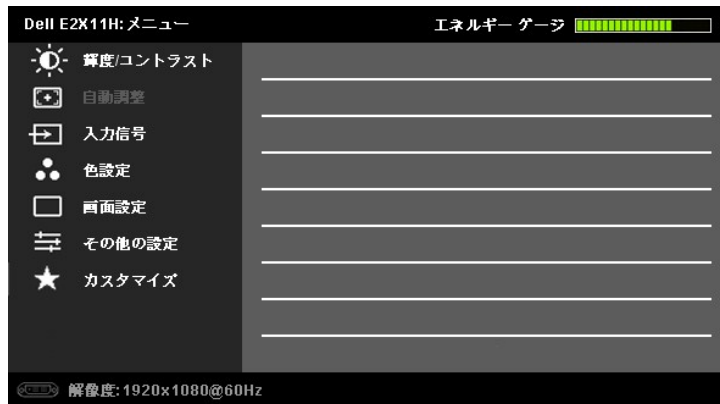 Dell E2X11H:メニュー
エネルギー ゲージ
輝度/コントラスト
自動調整
入力信号
色設定
画面設定
その他の設定
カスタマイズ
解像度:1920x1080@60Hz